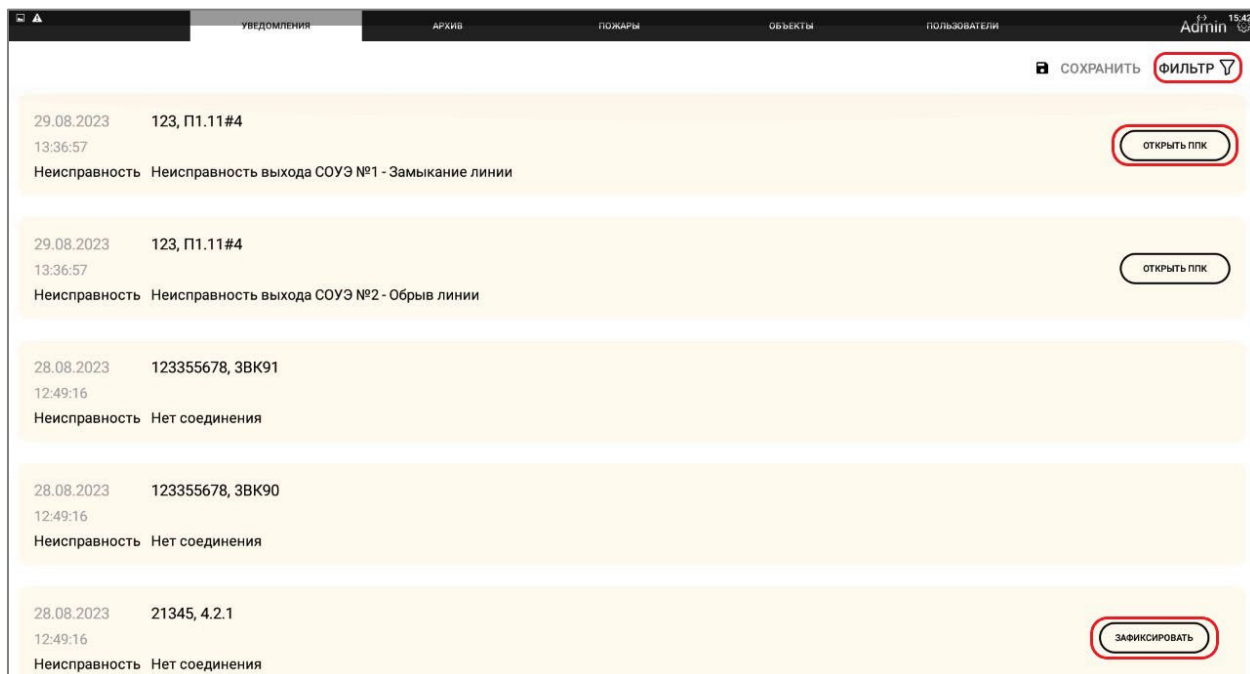 УВЕДОМЛЕНИЯ АРХИВ ПОЖАРЫ ОБЪЕКТЫ ПОЛЬЗОВАТЕЛИ Admin 15:42
СОХРАНИТЬ ФИЛЬТР
29.08.2023 123, П1.11#4
13:36:57 ОТКРЫТЬ ППК
Неисправность Неисправность выхода СОУЭ №1 - Замыкание линии
29.08.2023 123, П1.11#4
13:36:57 ОТКРЫТЬ ППК
Неисправность Неисправность выхода СОУЭ №2 - Обрыв линии
28.08.2023 123355678, ЗВК91
12:49:16
Неисправность Нет соединения
28.08.2023 123355678, ЗВК90
12:49:16
Неисправность Нет соединения
28.08.2023 21345, 4.2.1
12:49:16 ЗАФИКСИРОВАТЬ
Неисправность Нет соединения